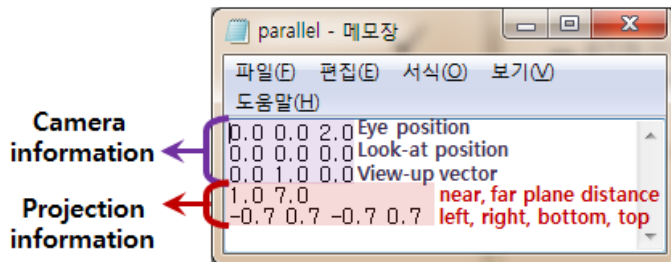 parallel - 메모장
파일(F) 편집(E) 서식(O) 보기(V)
도움말(H)
Camera information
0.0 0.0 2.0 Eye position
0.0 0.0 0.0 Look-at position
0.0 1.0 0.0 View-up vector
Projection information
1.0 7.0 near, far plane distance
-0.7 0.7 -0.7 0.7 left, right, bottom, top